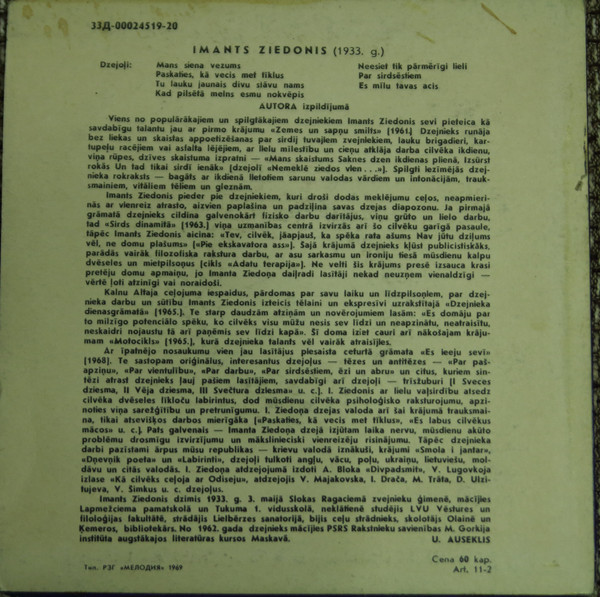 33Д-00024519-20
IMANTS ZIEDONIS (1933. g.)
Dzejoļi: Mans siena vezums
Paskaties, kā vecis met tīklus
Tu lauku jaunais divu slāvu nams
Kad pilsētā melns esmu nokvēpis
Neesiet tik pārmērīgi lieli
Par sirdsēstiem
Es mīlu tavas acis
AUTORA izpildījumā
Viens no populārākajiem un spilgtākajiem dzejniekiem Imants Ziedonis sevi pieteica kā
savdabīgu talantu jau ar pirmo krājumu «Zemes un sapņu smilts» [1961.] Dzejnieks runāja
bez liekas un skaistas appoetizēšanas par sirdij tuvajiem zvejniekiem, lauku brigadieri, kar-
tupeļu racējiem vai asfalta lējējiem, ar lielu mīlestību un cieņu atklāja darba cilvēka ikdienu,
viņa rūpes, dzīves skaistuma izpratni — «Mans skaistums Saknes dzen ikdienas plienā, Izsūrst
rokās Un tad tikai sirdī ienāk» [dzejolī «Nemeklē ziedos vien...»]. Spilgti iezīmējās dzej-
nieka rokraksts — bagāts ar ikdienā lietotiem sarunu valodas vārdiem un intonācijām, trauk-
smainiem, vitāliem tēliem un gleznām.
Imants Ziedonis pieder pie dzejniekiem, kuri droši dodas meklējumu ceļos, neapmieri-
nās ar vienreiz atrasto, aizvien paplašina un padziļina savas dzejas diapozonu. Ja pirmajā
grāmatā dzejnieks cildina galvenokārt fizisko darbu darītājus, viņu grūto un lielo darbu,
tad «Sirds dinamītā» [1963.] viņa uzmanības centrā izvirzās arī šo cilvēku garīgā pasaule,
tāpēc Imants Ziedonis aicina: «Tev, cilvēk, jāapjauš, ka spēka rata ašums Nav jūtu dziļums
vēl, ne domu plašums» [«Pie ekskavatora ass»]. Šajā krājumā dzejnieks kļūst publicistiskāks,
parādās vairāk filozofiska rakstura darbu, ar asu sarkasmu un ironiju tiesā mūsdienu kalpu
dvēseles un mietpilsoņus [cikls «Adatu terapija»]. Ne velti šis krājums presē izsauca krasi
pretēju domu apmaiņu, jo Imanta Ziedoņa daiļradi lasītāji nekad neuzņem vienaldzīgi —
vērtē ļoti atzinīgi vai noraidoši.
Kalnu Altaja ceļojuma iespaidus, pārdomas par savu laiku un līdzpilsoņiem, par dzej-
nieka darbu un sūtību Imants Ziedonis izteicis tēlaini un ekspresīvi uzrakstītajā «Dzejnieka
dienasgrāmatā» [1965.]. Te starp daudzām atziņām un novērojumiem lasām: «Es domāju par
to milzīgo potenciālo spēku, ko cilvēks visu mūžu nesis sev līdzi un neapzinātu, neatraisītu,
neskaidri nojaustu tā arī paņēmis sev līdzi kapā». Šī doma iziet cauri arī nākošajam krāju-
mam «Motocikls» [1965.], kurā dzejnieka talants vēl vairāk atraisījies.
Ar īpatnējo nosaukumu vien jau lasītājus piesaista ceturtā grāmata «Es ieeju sevī»
[1968]. Te sastopam oriģinālus, interesantus dzejoļus — tēzes un antitēzes — «Par paš-
apziņu», «Par vientulību», «Par darbu», «Par sirdsēstiem, ēzi un abru» un citus, kuriem sin-
tēzi atrast dzejnieks ļauj pašiem lasītājiem, savdabīgi arī dzejoļi — trīsžuburi [I Sveces
dziesma, II Vēja dziesma, III Svečtura dziesma» u. c.]. I. Ziedonis ar lielu vaļsirdību atsedz
cilvēka dvēseles līkloču labirintus, dod mūsdienu cilvēka psiholoģisko raksturojumu, apzi-
noties viņa sarežģītību un pretrunīgumu. I. Ziedoņa dzejas valoda arī šai krājumā trauksmai-
na, tikai atsevišķos darbos mierīgāka [«Paskaties, kā vecis met tīklus», «Es labus cilvēkus
mācos» u. c.]. Pats galvenais — Imanta Ziedoņa dzejā izjūtam laika nervu, mūsdienu akūto
problēmu drosmīgu izvirzījumu un māksliniecisku vienreizēju risinājumu. Tāpēc dzejnieka
darbi pazīstami ārpus mūsu republikas — krievu valodā iznākuši, krājumi «Smola i jantar»,
«Dņevņik poeta» un «Labirinti», dzejoļi tulkoti angļu, vācu, poļu, ukraiņu, lietuviešu, mol-
dāvu un citās valodās. I. Ziedoņa atdzejojumā izdoti A. Bloka «Divpadsmit», V. Lugovkoja
izlase «Kā cilvēks ceļoja ar Odiseju», atdzejojis V. Majakovska, I. Drača, M. Trāta, D. Ulzi-
tujeva, V. Šimkus u. c. dzejoļus.
Imants Ziedonis dzimis 1933. g. 3. maijā Slokas Ragaciemā zvejnieku ģimenē, mācījies
Lapmežciema pamatskolā un Tukuma 1. vidusskolā, neklātienē studējis LVU Vēstures un
filoloģijas fakultātē, strādājis Lielbērzes sanatorijā, bijis ceļu strādnieks, skolotājs Olainē un
Ķemeros, bibliotekārs. No 1962. gada dzejnieks mācījies PSRS Rakstnieku savienības M. Gorkija
institūta augstākajos literatūras kursos Maskavā. U. AUSEKLIS
Cena 60 kap.
Art. 11-2
Тип. РЗГ «МЕЛОДИЯ» 1969